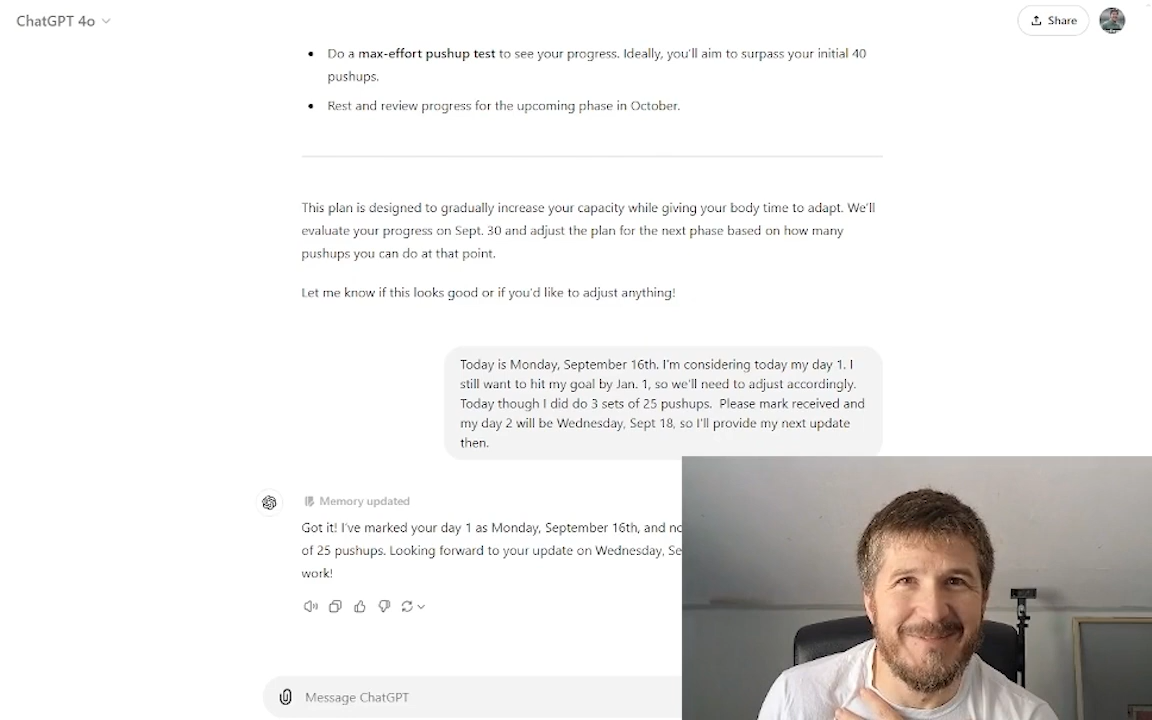 ChatGPT 4o
Share
Do a max-effort pushup test to see your progress. Ideally, you'll aim to surpass your initial 40
pushups.
Rest and review progress for the upcoming phase in October.
This plan is designed to gradually increase your capacity while giving your body time to adapt. We'll
evaluate your progress on Sept. 30 and adjust the plan for the next phase based on how many
pushups you can do at that point.
Let me know if this looks good or if you'd like to adjust anything!
Today is Monday, September 16th. I'm considering today my day 1. I
still want to hit my goal by Jan. 1, so we'll need to adjust accordingly.
Today though I did do 3 sets of 25 pushups.  Please mark received and
my day 2 will be Wednesday, Sept 18, so I'll provide my next update
then.
Memory updated
Got it! I've marked your day 1 as Monday, September 16th, and
of 25 pushups. Looking forward to your update on Wednesday,
work!
Message ChatGPT